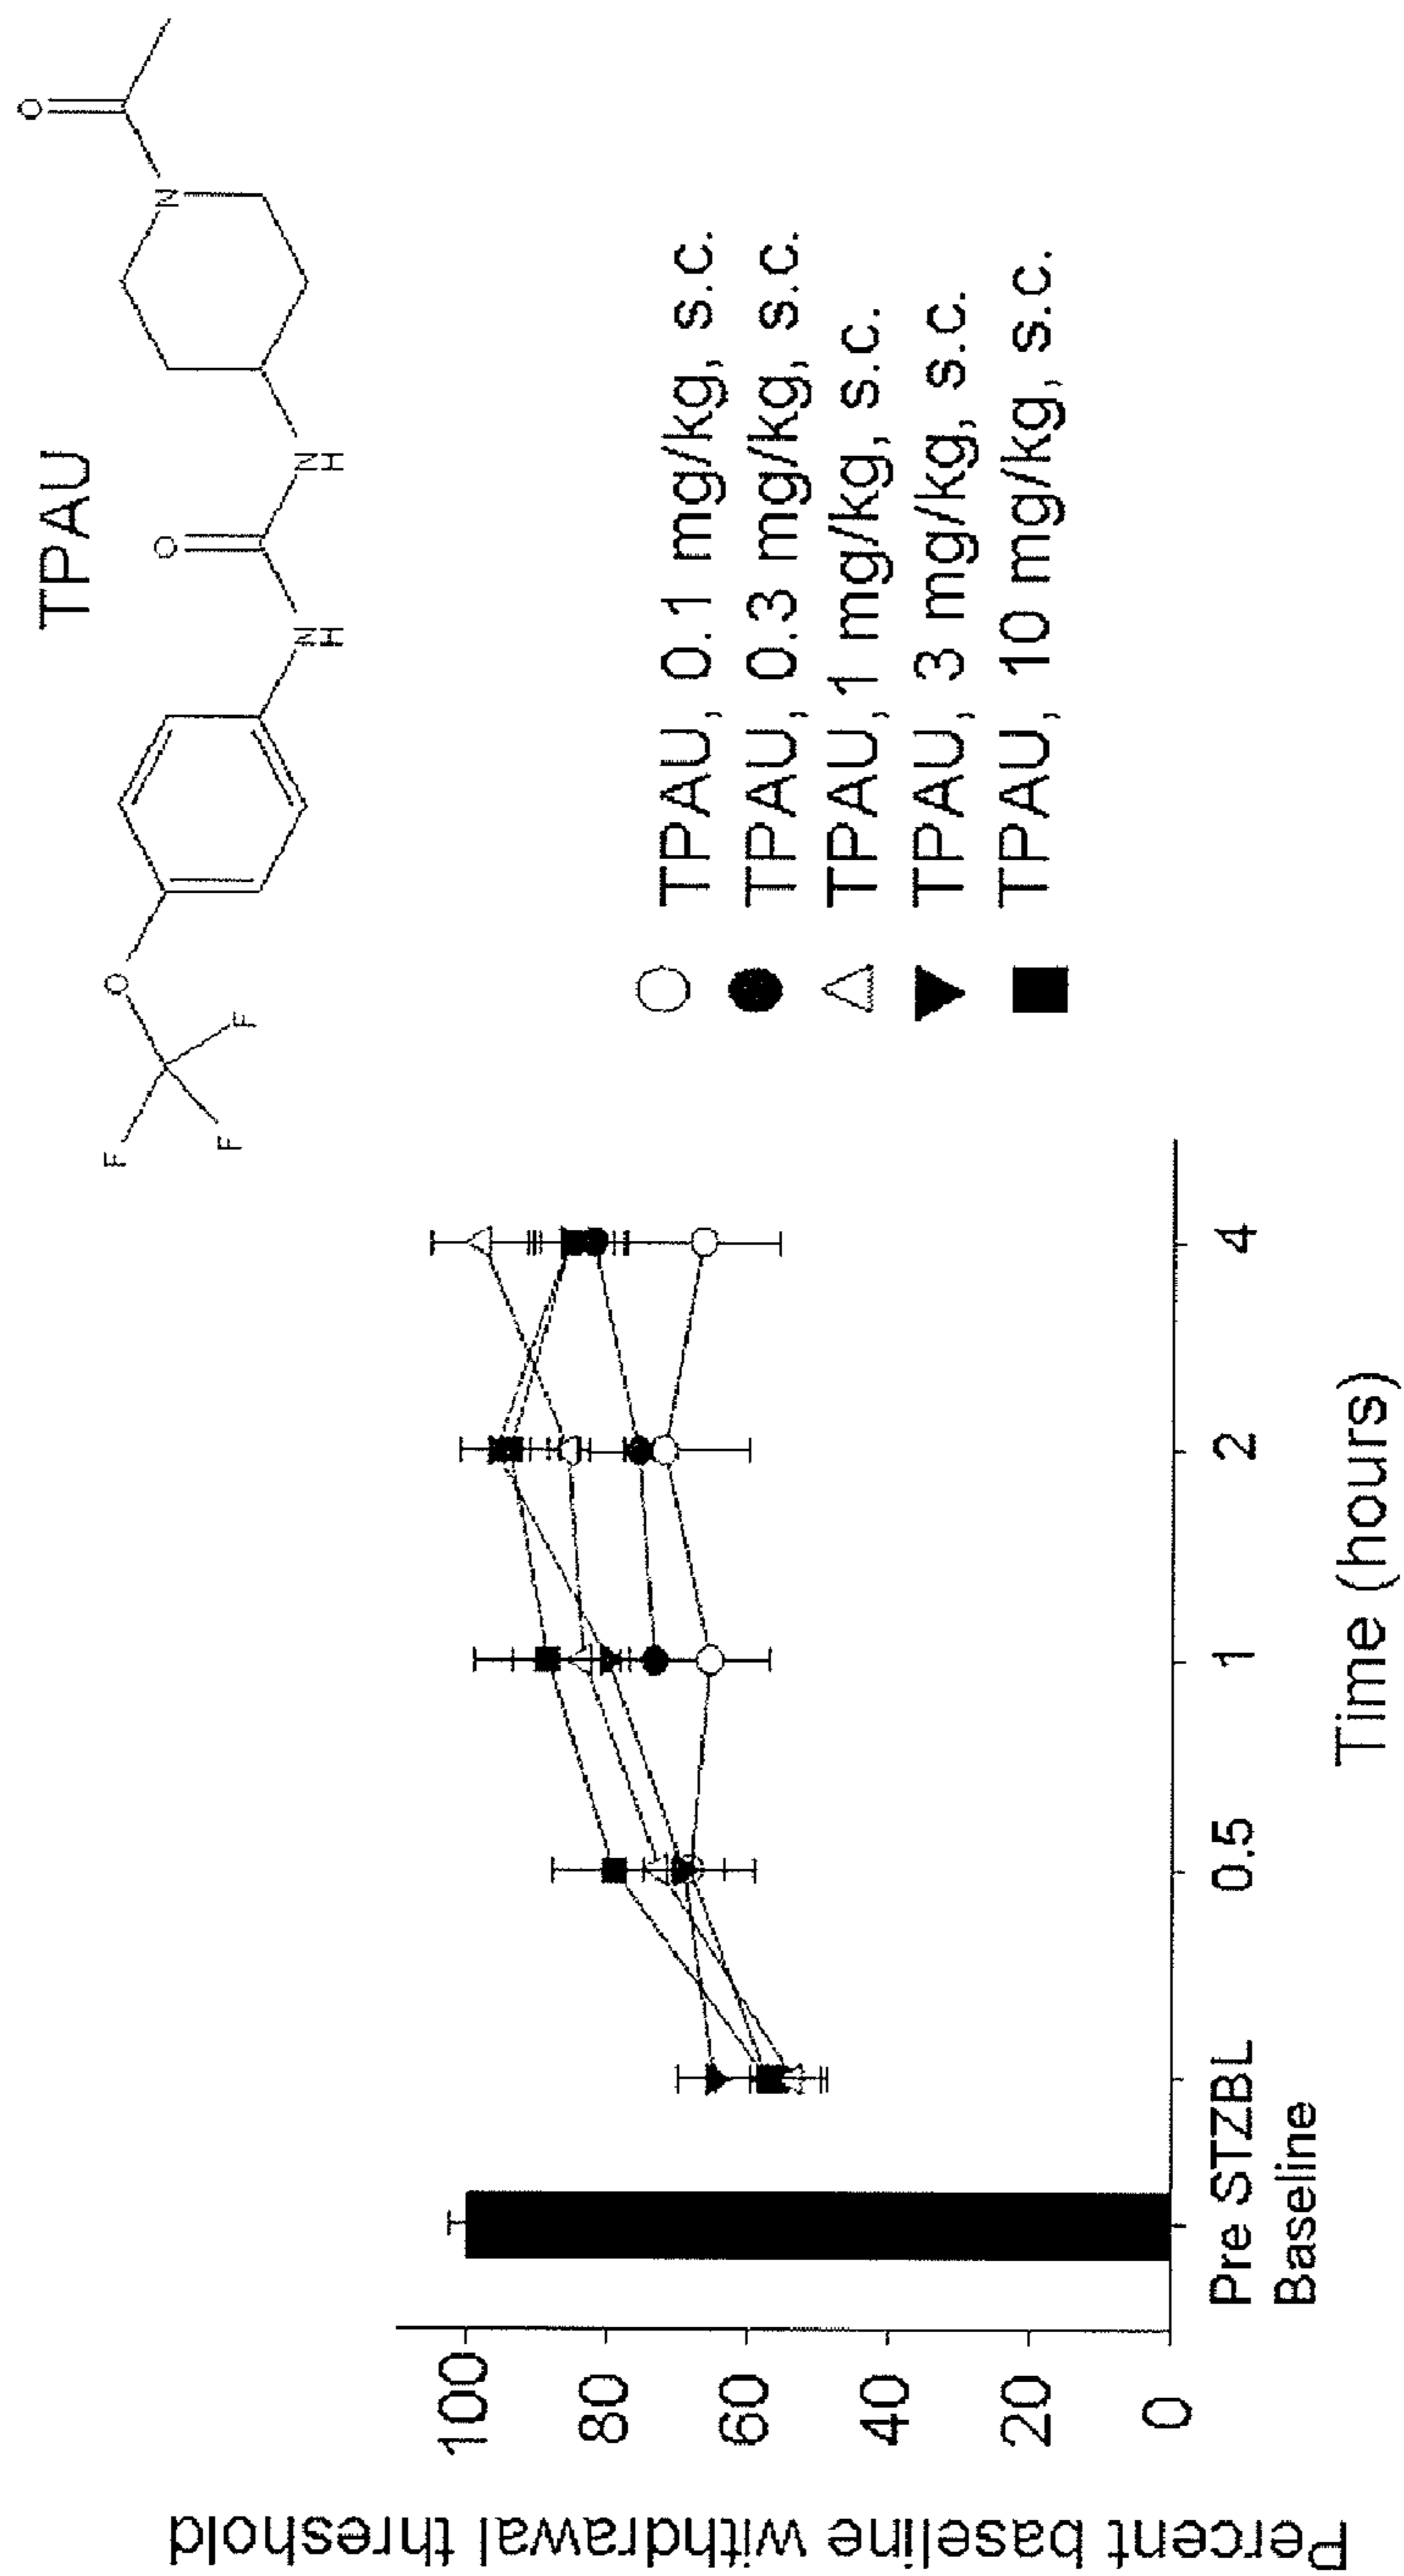 TPAU
O
O
O
N
N
H
N
H
F
F
F
TPAU, 0.1 mg/kg, s.c.
TPAU, 0.3 mg/kg, s.c.
TPAU, 1 mg/kg, s.c.
TPAU, 3 mg/kg, s.c.
TPAU, 10 mg/kg, s.c.
Percent baseline withdrawal threshold
100
80
60
40
20
0
Pre STZBL 0.5 1 2 4
Baseline
Time (hours)